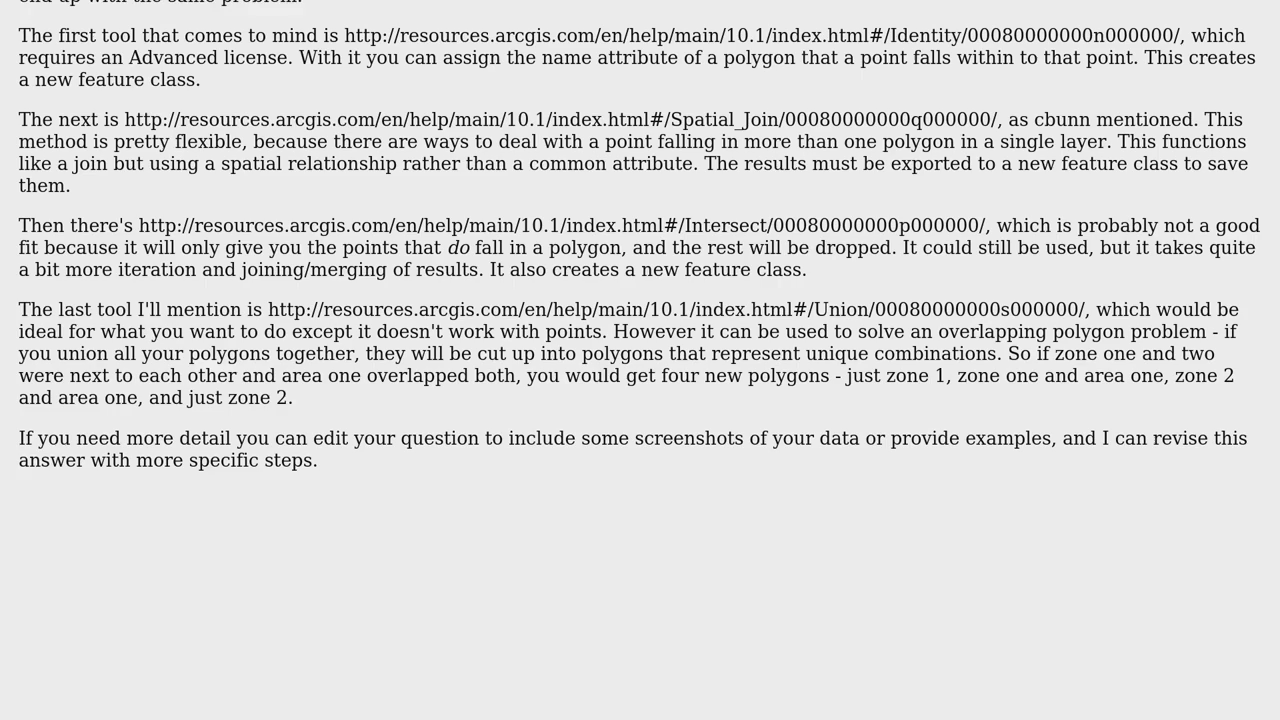 end up with the same problem.
The first tool that comes to mind is http://resources.arcgis.com/en/help/main/10.1/index.html#/Identity/00080000000n000000/, which
requires an Advanced license. With it you can assign the name attribute of a polygon that a point falls within to that point. This creates
a new feature class.
The next is http://resources.arcgis.com/en/help/main/10.1/index.html#/Spatial_Join/00080000000q000000/, as cbunn mentioned. This
method is pretty flexible, because there are ways to deal with a point falling in more than one polygon in a single layer. This functions
like a join but using a spatial relationship rather than a common attribute. The results must be exported to a new feature class to save
them.
Then there's http://resources.arcgis.com/en/help/main/10.1/index.html#/Intersect/00080000000p000000/, which is probably not a good
fit because it will only give you the points that do fall in a polygon, and the rest will be dropped. It could still be used, but it takes quite
a bit more iteration and joining/merging of results. It also creates a new feature class.
The last tool I'll mention is http://resources.arcgis.com/en/help/main/10.1/index.html#/Union/00080000000s000000/, which would be
ideal for what you want to do except it doesn't work with points. However it can be used to solve an overlapping polygon problem - if
you union all your polygons together, they will be cut up into polygons that represent unique combinations. So if zone one and two
were next to each other and area one overlapped both, you would get four new polygons - just zone 1, zone one and area one, zone 2
and area one, and just zone 2.
If you need more detail you can edit your question to include some screenshots of your data or provide examples, and I can revise this
answer with more specific steps.